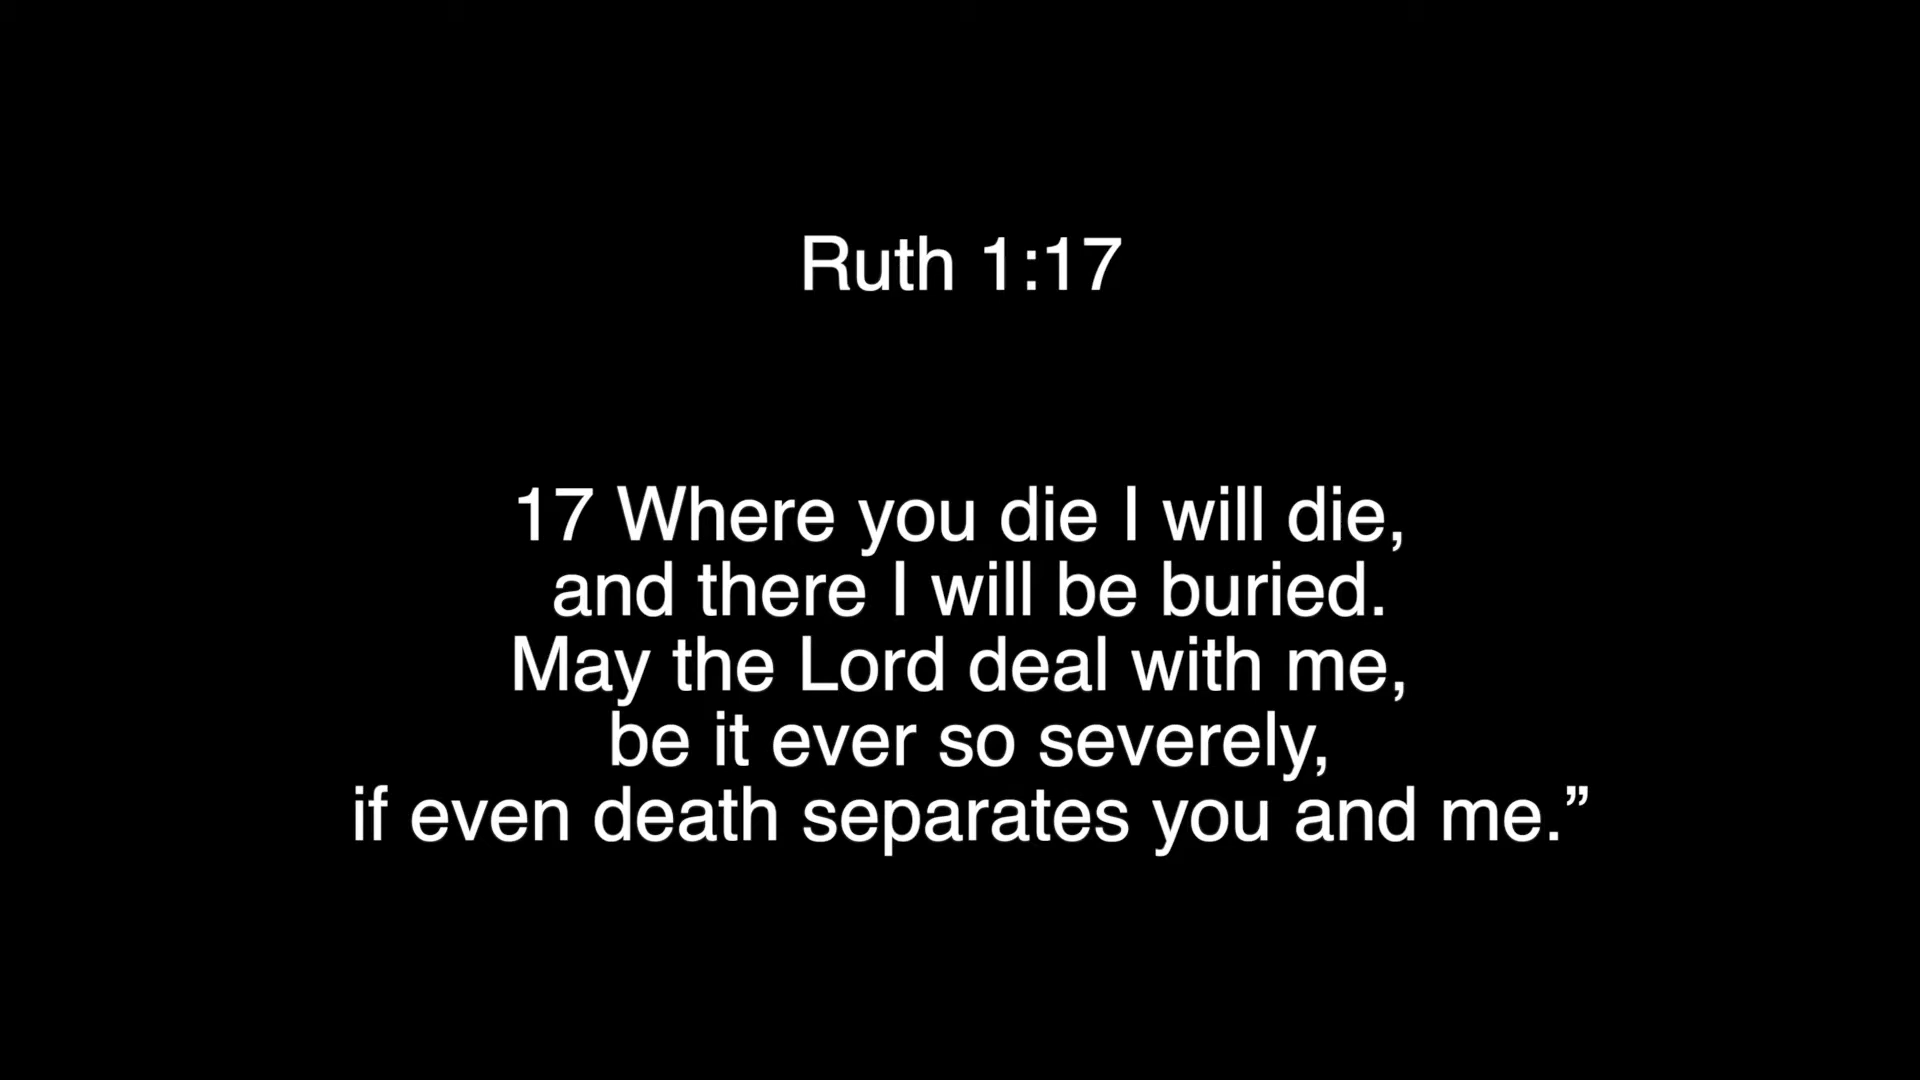 Ruth 1:17
17 Where you die I will die,
and there I will be buried.
May the Lord deal with me,
be it ever so severely,
if even death separates you and me.”